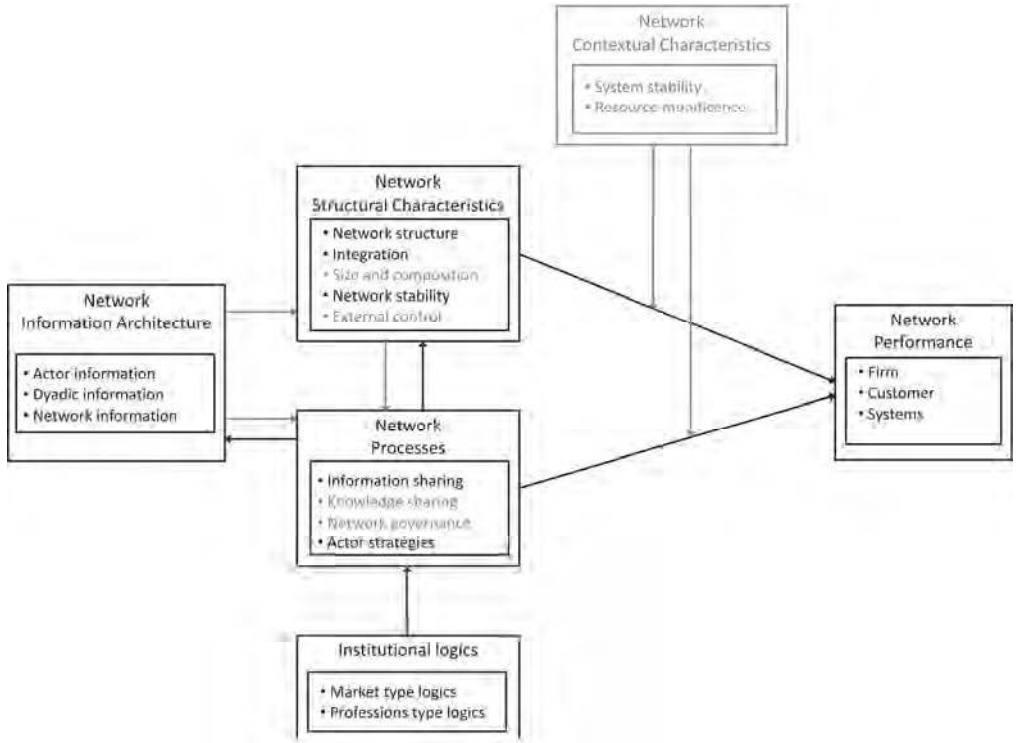 Network
Contextual Characteristics
• System stability
• Resource munificence
Network
Structural Characteristics
• Network structure
• Integration
• Size and composition
• Network stability
• External control
Network
Information Architecture
• Actor information
• Dyadic information
• Network information
Network
Performance
• Firm
• Customer
• Systems
Network
Processes
• Information sharing
• Knowledge sharing
• Network governance
• Actor strategies
Institutional logics
• Market type logics
• Professions type logics